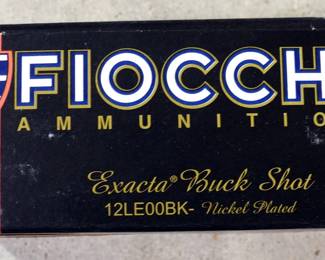 FIOCCH
AMMUNITIO
Exacta® Buck Shot
12LE00BK- Nickel Plated